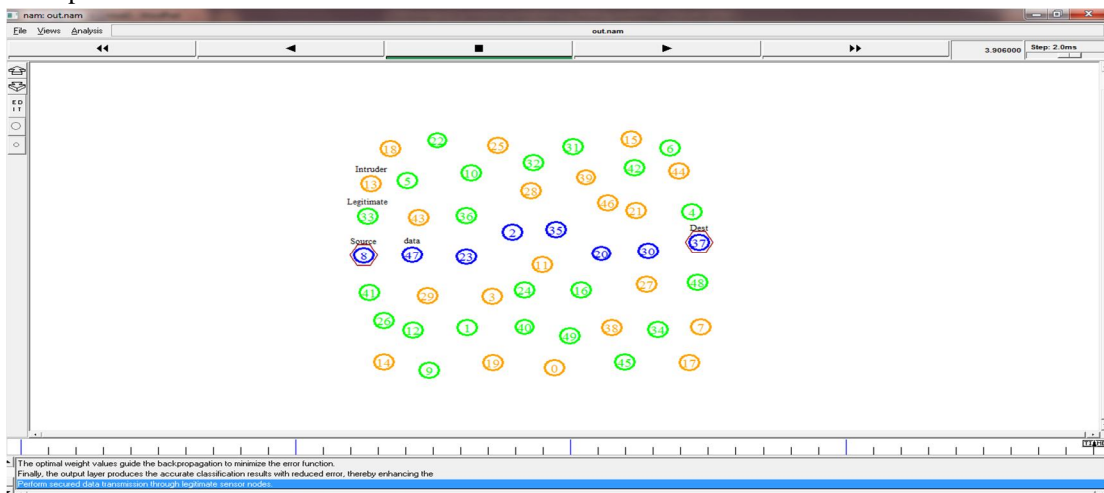 nam: out.nam
File Views Analysis out.nam
3.906000 Step: 2.0ms
E D
I T
22 31 15
18 25 6
32 42
Intruder 10 39 44
13 5 28
Legitimate 46
33 43 36 21 4
2 35 Dest
Source data 37
8 47 23 20 30
11
41 29 3 24 16 27 48
26 12 1 40 49 38 34 7
14 9 19 0 45 17
TIME
The optimal weight values guide the backpropagation to minimize the error function.
Finally, the output layer produces the accurate classification results with reduced error, thereby enhancing the
Perform secured data transmission through legitimate sensor nodes.